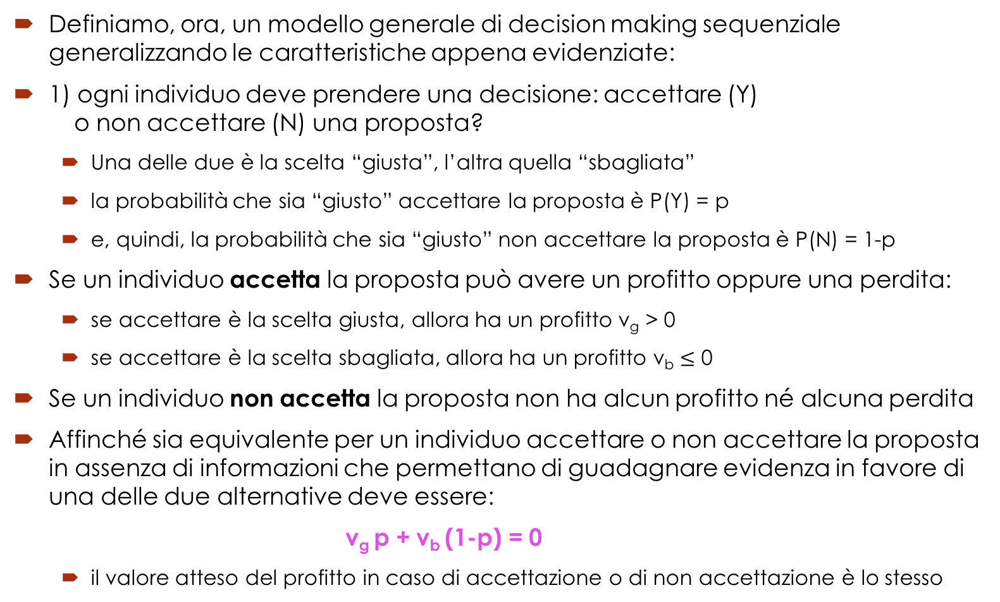 Definiamo, ora, un modello generale di decision making sequenziale
generalizzando le caratteristiche appena evidenziate:
1) ogni individuo deve prendere una decisione: accettare (Y)
o non accettare (N) una proposta?
Una delle due è la scelta “giusta”, l’altra quella “sbagliata”
la probabilità che sia “giusto” accettare la proposta è P(Y) = p
e, quindi, la probabilità che sia “giusto” non accettare la proposta è P(N) = 1-p
Se un individuo accetta la proposta può avere un profitto oppure una perdita:
se accettare è la scelta giusta, allora ha un profitto v_g > 0
se accettare è la scelta sbagliata, allora ha un profitto v_b ≤ 0
Se un individuo non accetta la proposta non ha alcun profitto né alcuna perdita
Affinché sia equivalente per un individuo accettare o non accettare la proposta
in assenza di informazioni che permettano di guadagnare evidenza in favore di
una delle due alternative deve essere:
v_g p + v_b (1-p) = 0
il valore atteso del profitto in caso di accettazione o di non accettazione è lo stesso